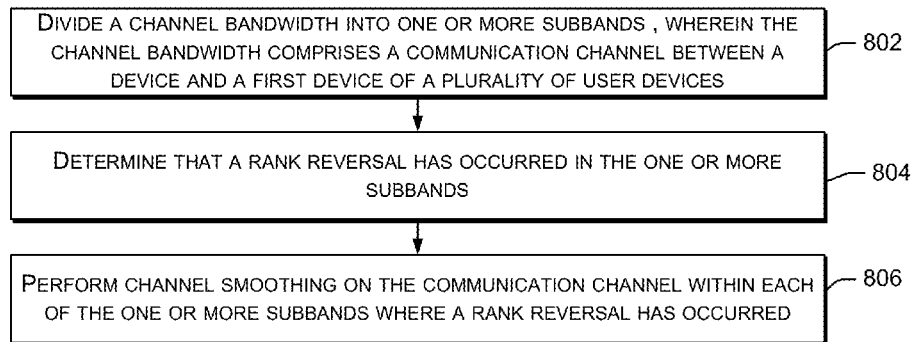 DIVIDE A CHANNEL BANDWIDTH INTO ONE OR MORE SUBBANDS , WHEREIN THE
CHANNEL BANDWIDTH COMPRISES A COMMUNICATION CHANNEL BETWEEN A
DEVICE AND A FIRST DEVICE OF A PLURALITY OF USER DEVICES
802
DETERMINE THAT A RANK REVERSAL HAS OCCURRED IN THE ONE OR MORE
SUBBANDS
804
PERFORM CHANNEL SMOOTHING ON THE COMMUNICATION CHANNEL WITHIN EACH
OF THE ONE OR MORE SUBBANDS WHERE A RANK REVERSAL HAS OCCURRED
806